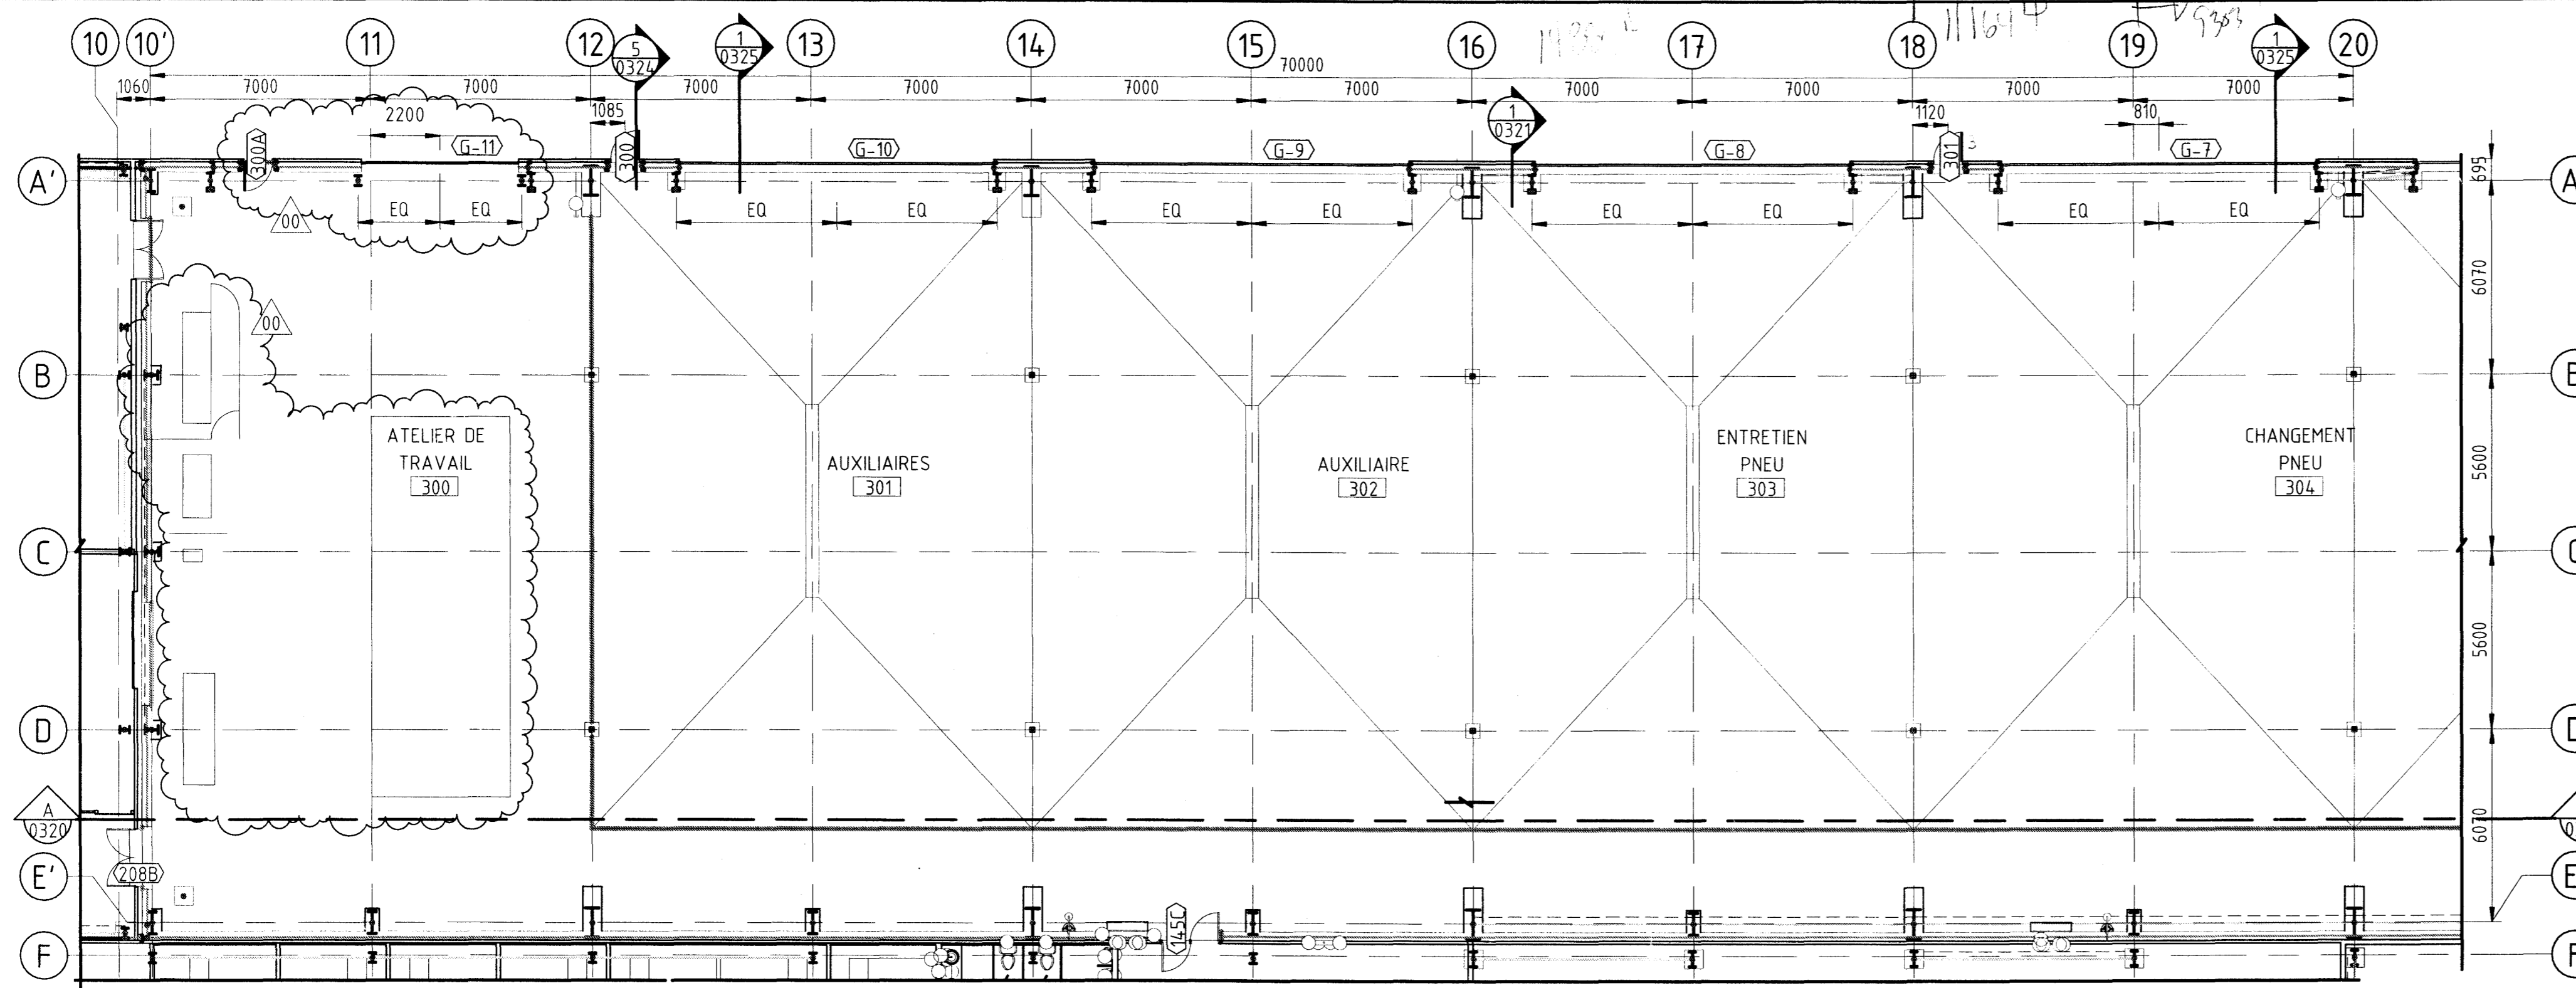 10 10' 11 12 13 14 15 16 17 18 19 20
5
0324
1
0325
1
0325
70000
1060 7000 7000 7000 7000 7000 7000 7000 7000 7000 7000
2200 1085 1120 810
1
0321
300A G-11 300 G-10 G-9 G-8 301 G-7
A'
695
EQ EQ EQ EQ EQ EQ EQ EQ EQ EQ
00
6070
00
B
ATELIER DE
TRAVAIL
300
AUXILIAIRES
301
AUXILIAIRE
302
ENTRETIEN
PNEU
303
CHANGEMENT
PNEU
304
5600
C
5600
D
A
0320
6070
208B
E'
145C
F